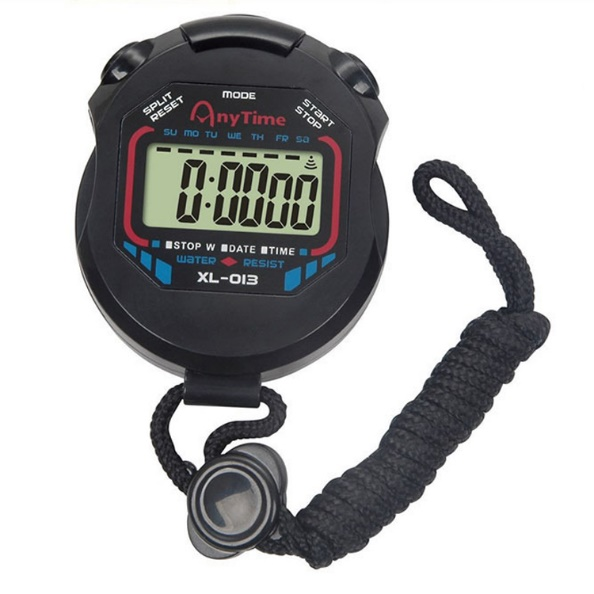 MODE
SPLIT
RESET
START
STOP
AnyTime
SU MO TU WE TH FR SA
0:0000
STOP W DATE TIME
WATER RESIST
XL-013